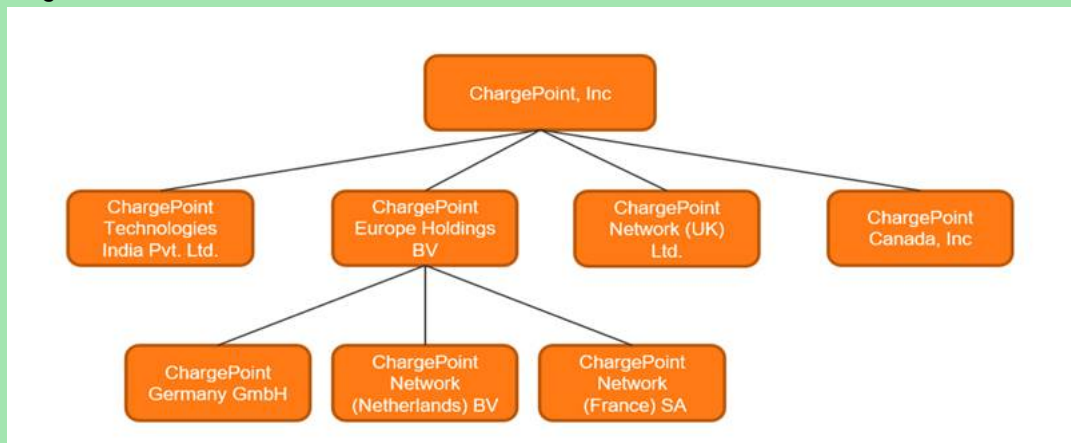 ChargePoint, Inc
ChargePoint
Technologies
India Pvt. Ltd.
ChargePoint
Europe Holdings
BV
ChargePoint
Network (UK)
Ltd.
ChargePoint
Canada, Inc
ChargePoint
Germany GmbH
ChargePoint
Network
(Netherlands) BV
ChargePoint
Network
(France) SA